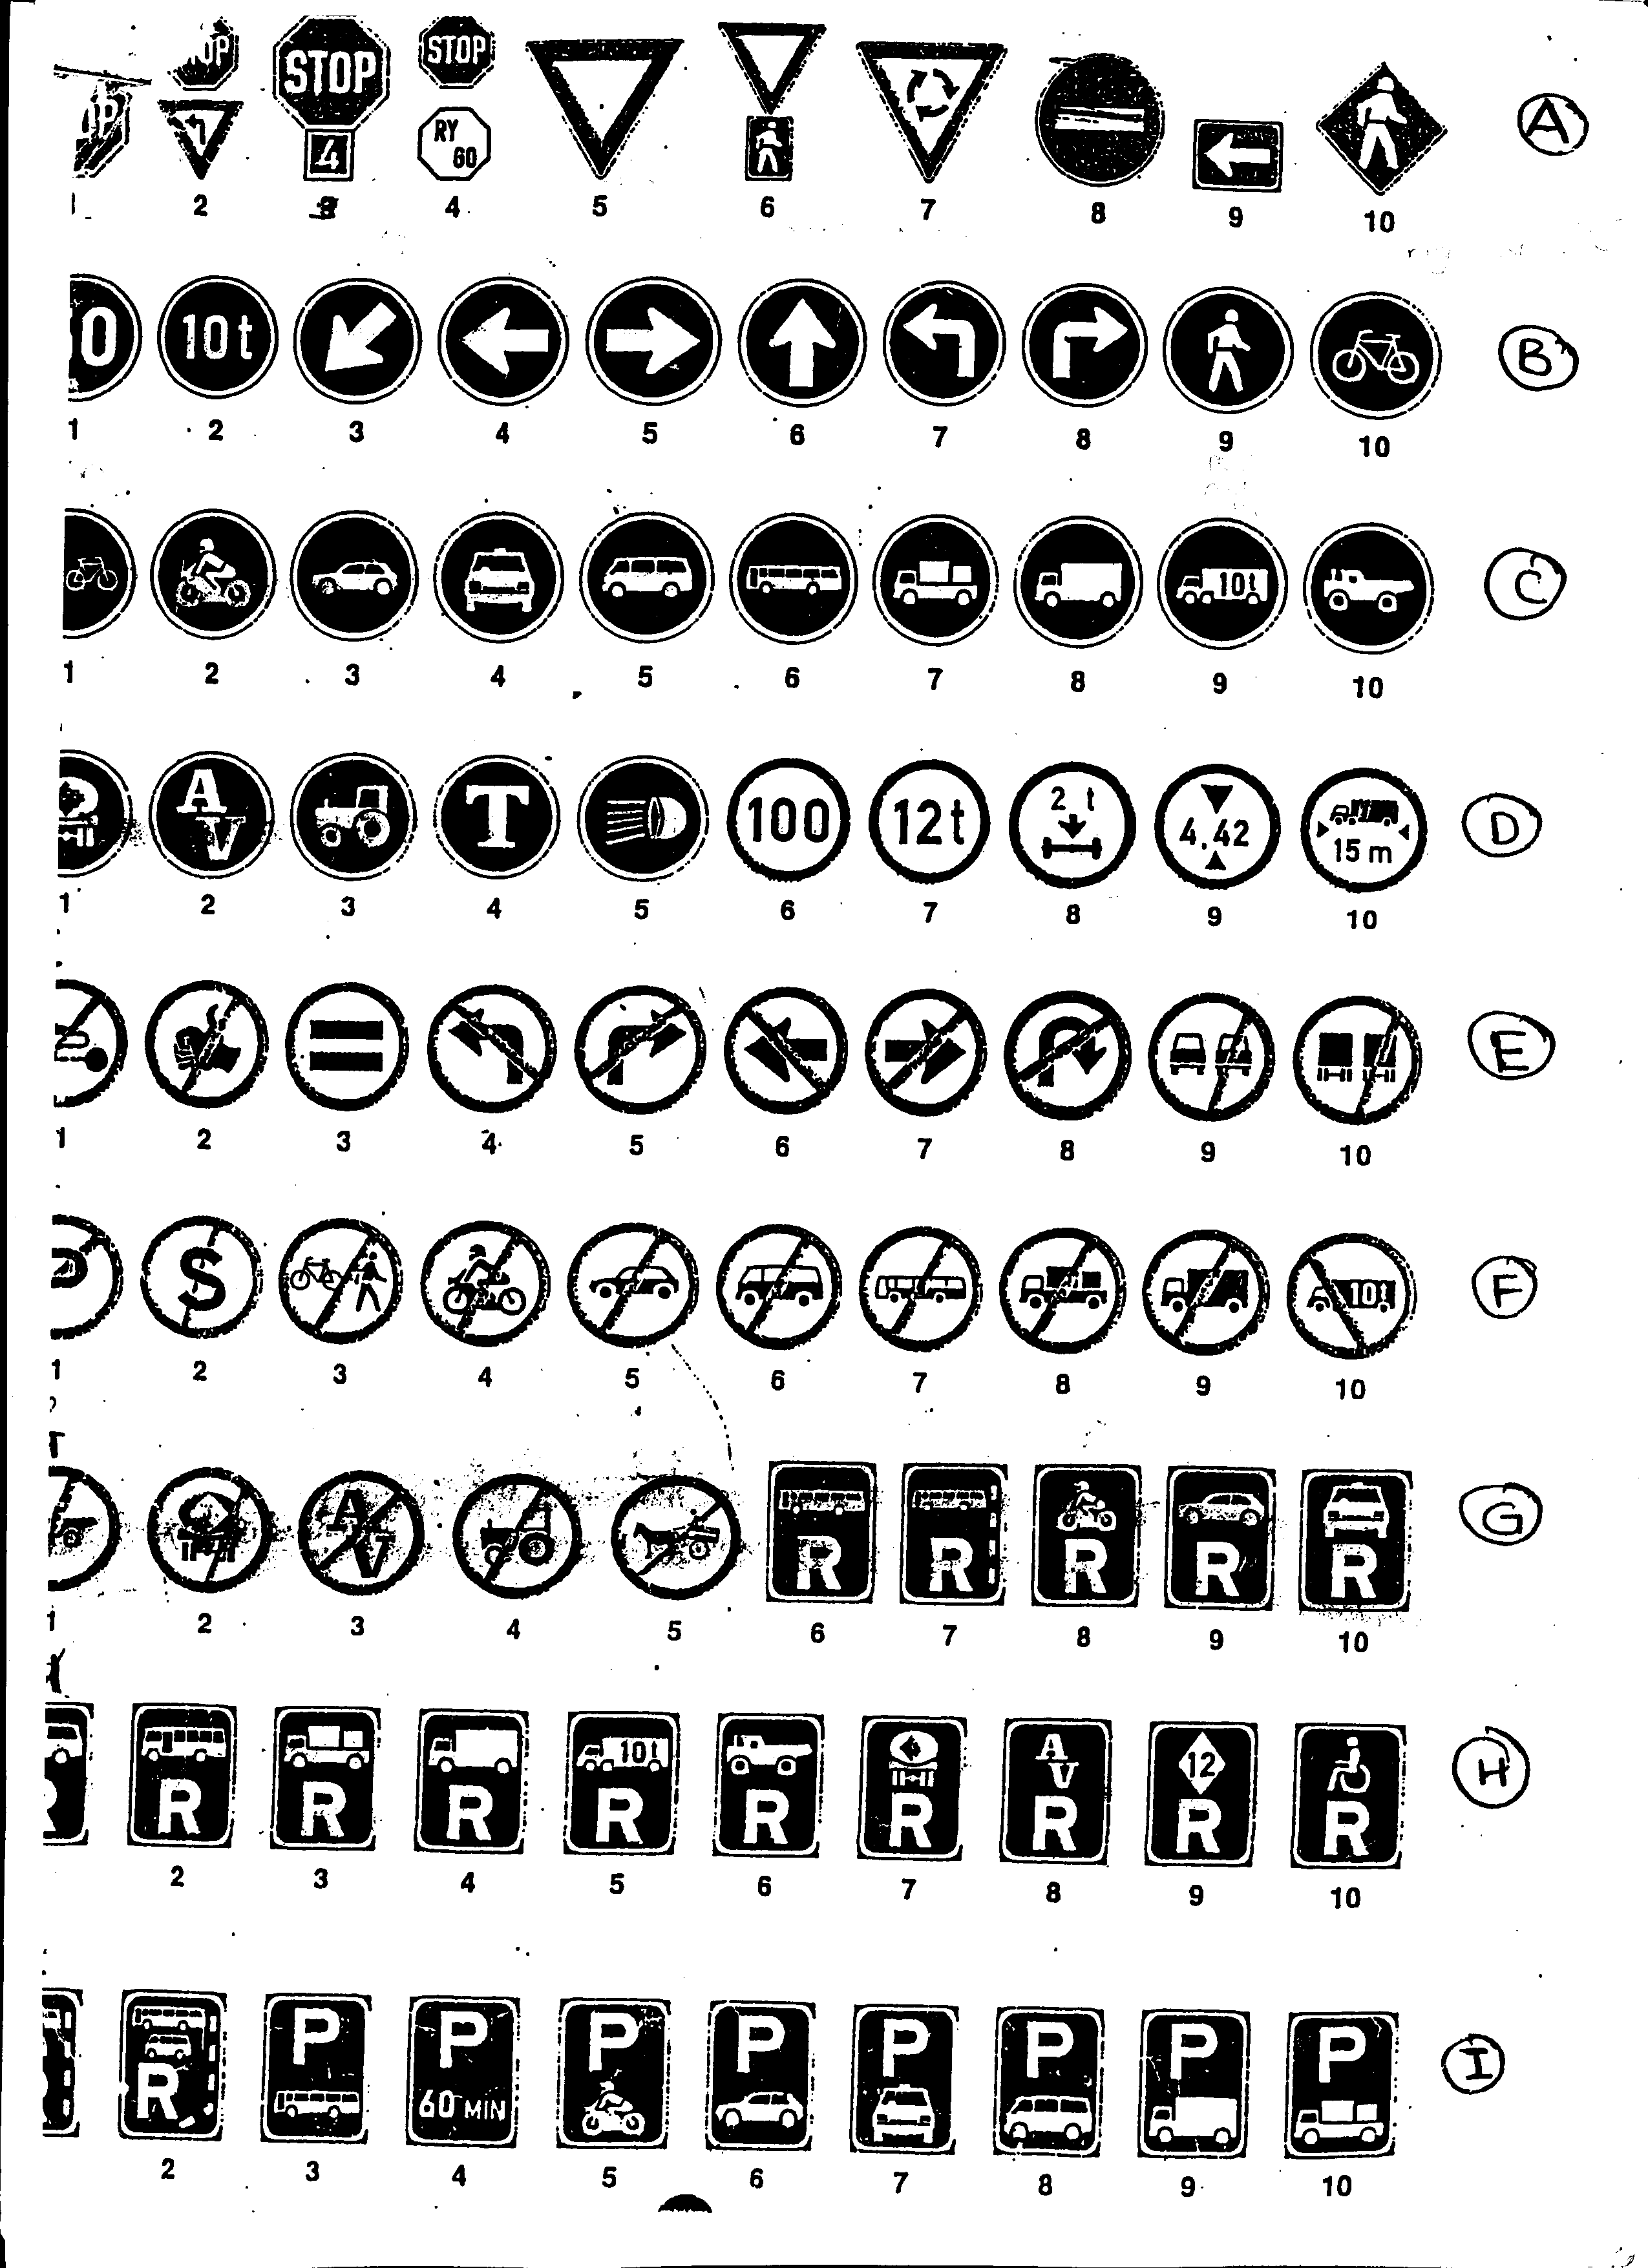 STOP STOP
4 RY 60
2 4 5 6 7 8 9 10 A
10t
1 2 3 4 5 6 7 8 9 10 B
10t
1 2 3 4 5 6 7 8 9 10 C
A V T 100 12t 2 t 4.42 15 m
1 2 3 4 5 6 7 8 9 10 D
1 2 3 4 5 6 7 8 9 10 E
S 10t
1 2 3 4 5 6 7 8 9 10 F
A V R R R R R
1 2 3 4 5 6 7 8 9 10 G
10t A V 12
R R R R R R R R R
2 3 4 5 6 7 8 9 10 H
R P P 60 MIN P P P P P P
2 3 4 5 6 7 8 9 10 I